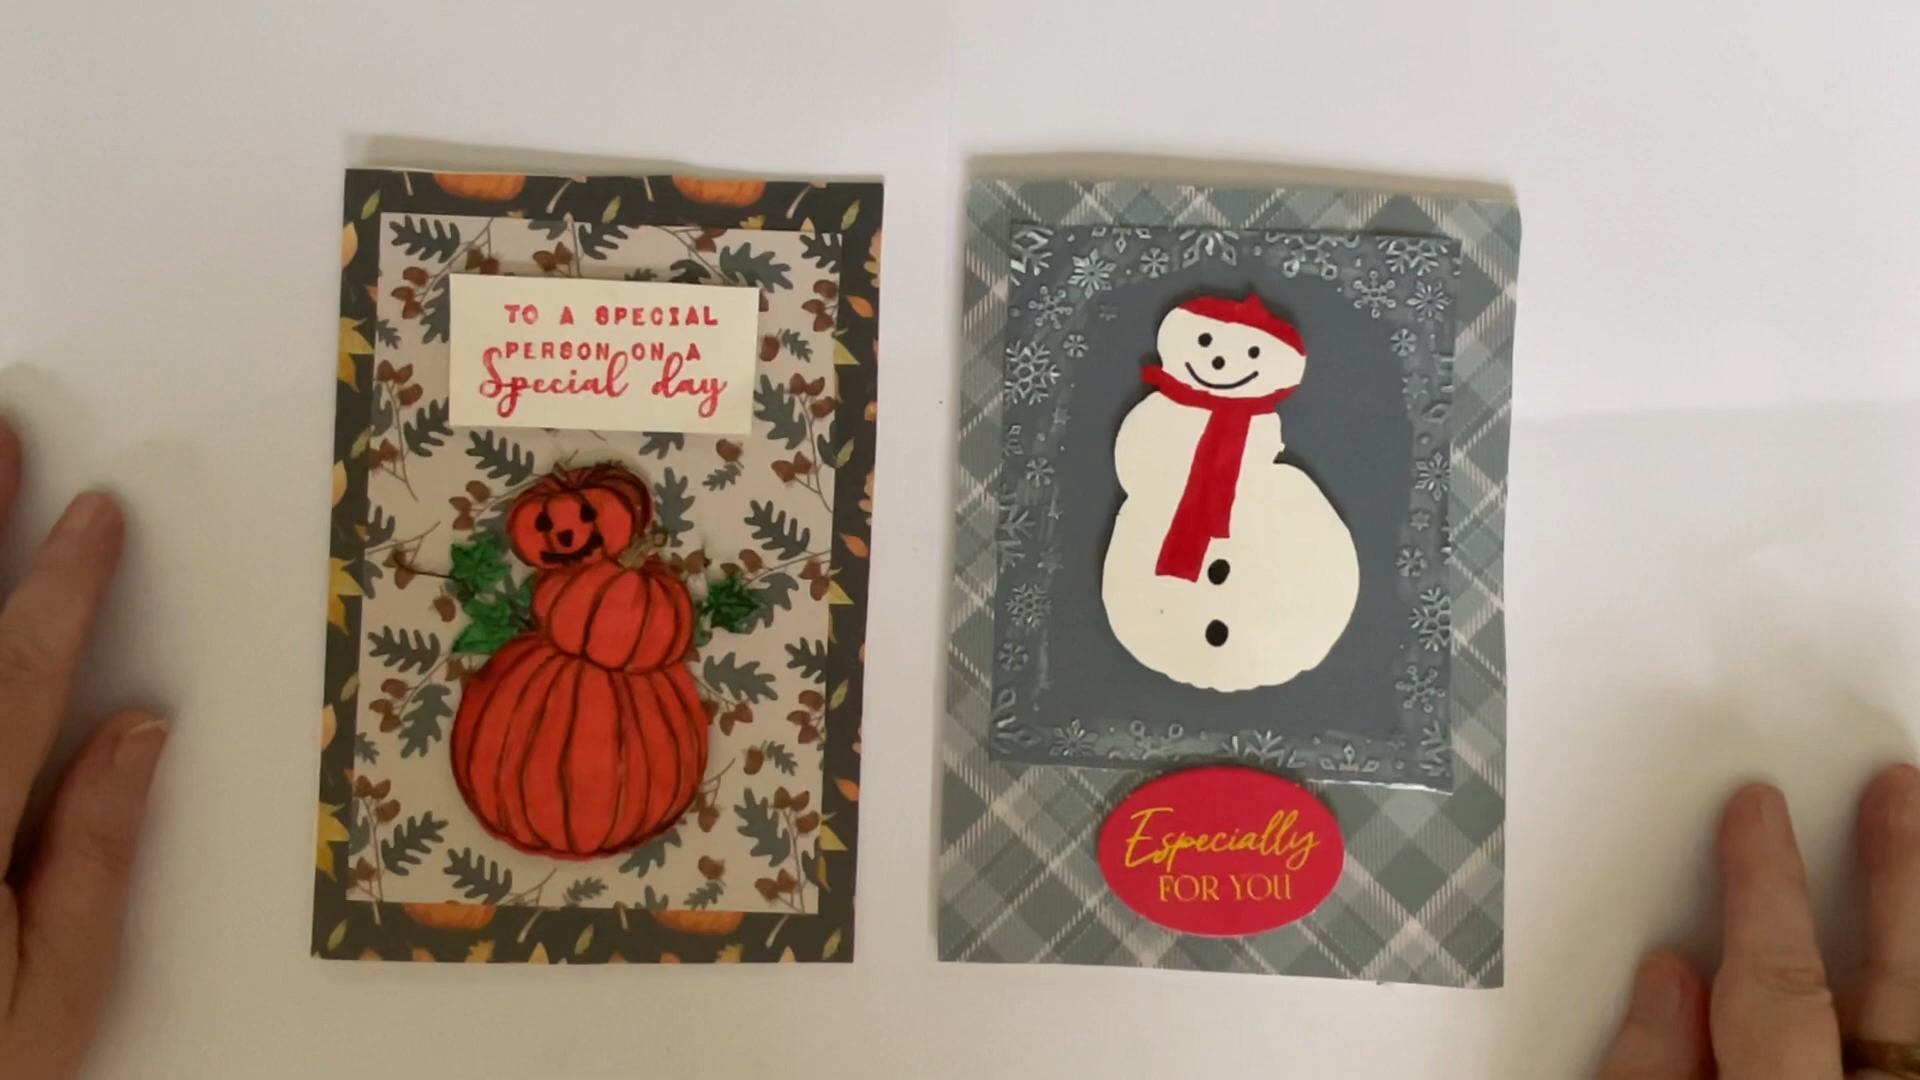 TO A SPECIAL
PERSON ON A
Special day
Especially
FOR YOU